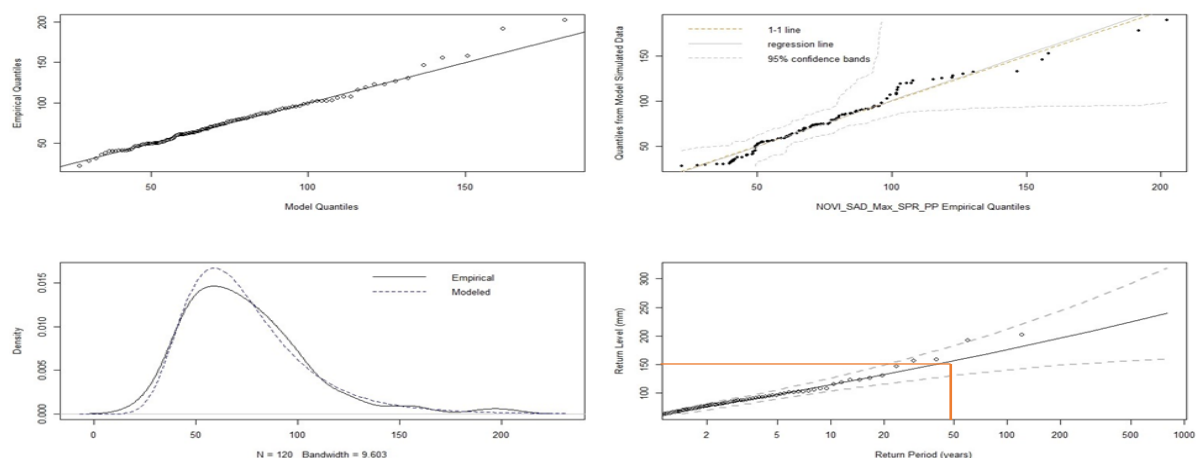 Empirical Quantiles
50 100 150 200
50 100 150
Model Quantiles
Quantiles from Model Simulated Data
50 100 150
1-1 line
regression line
95% confidence bands
50 100 150 200
NOVI_SAD_Max_SPR_PP Empirical Quantiles
Density
0.000 0.005 0.010 0.015
Empirical
Modeled
0 50 100 150 200
N = 120 Bandwidth = 9.603
Return Level (mm)
100 150 200 250 300
2 5 10 20 50 100 200 500 1000
Return Period (years)